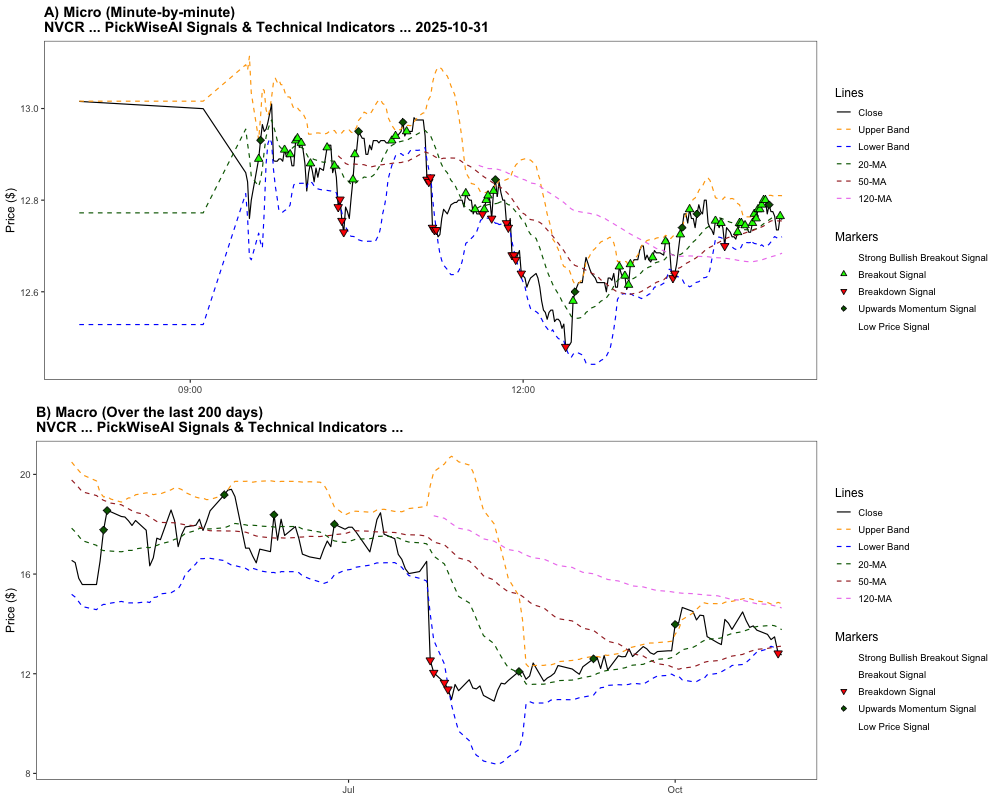 A) Micro (Minute-by-minute)
NVCR ... PickWiseAI Signals & Technical Indicators ... 2025-10-31
Price ($)
13.0
12.8
12.6
09:00
12:00
Lines
Close
Upper Band
Lower Band
20-MA
50-MA
120-MA
Markers
Strong Bullish Breakout Signal
Breakout Signal
Breakdown Signal
Upwards Momentum Signal
Low Price Signal
B) Macro (Over the last 200 days)
NVCR ... PickWiseAI Signals & Technical Indicators ...
Price ($)
20
16
12
8
Jul
Oct
Lines
Close
Upper Band
Lower Band
20-MA
50-MA
120-MA
Markers
Strong Bullish Breakout Signal
Breakout Signal
Breakdown Signal
Upwards Momentum Signal
Low Price Signal